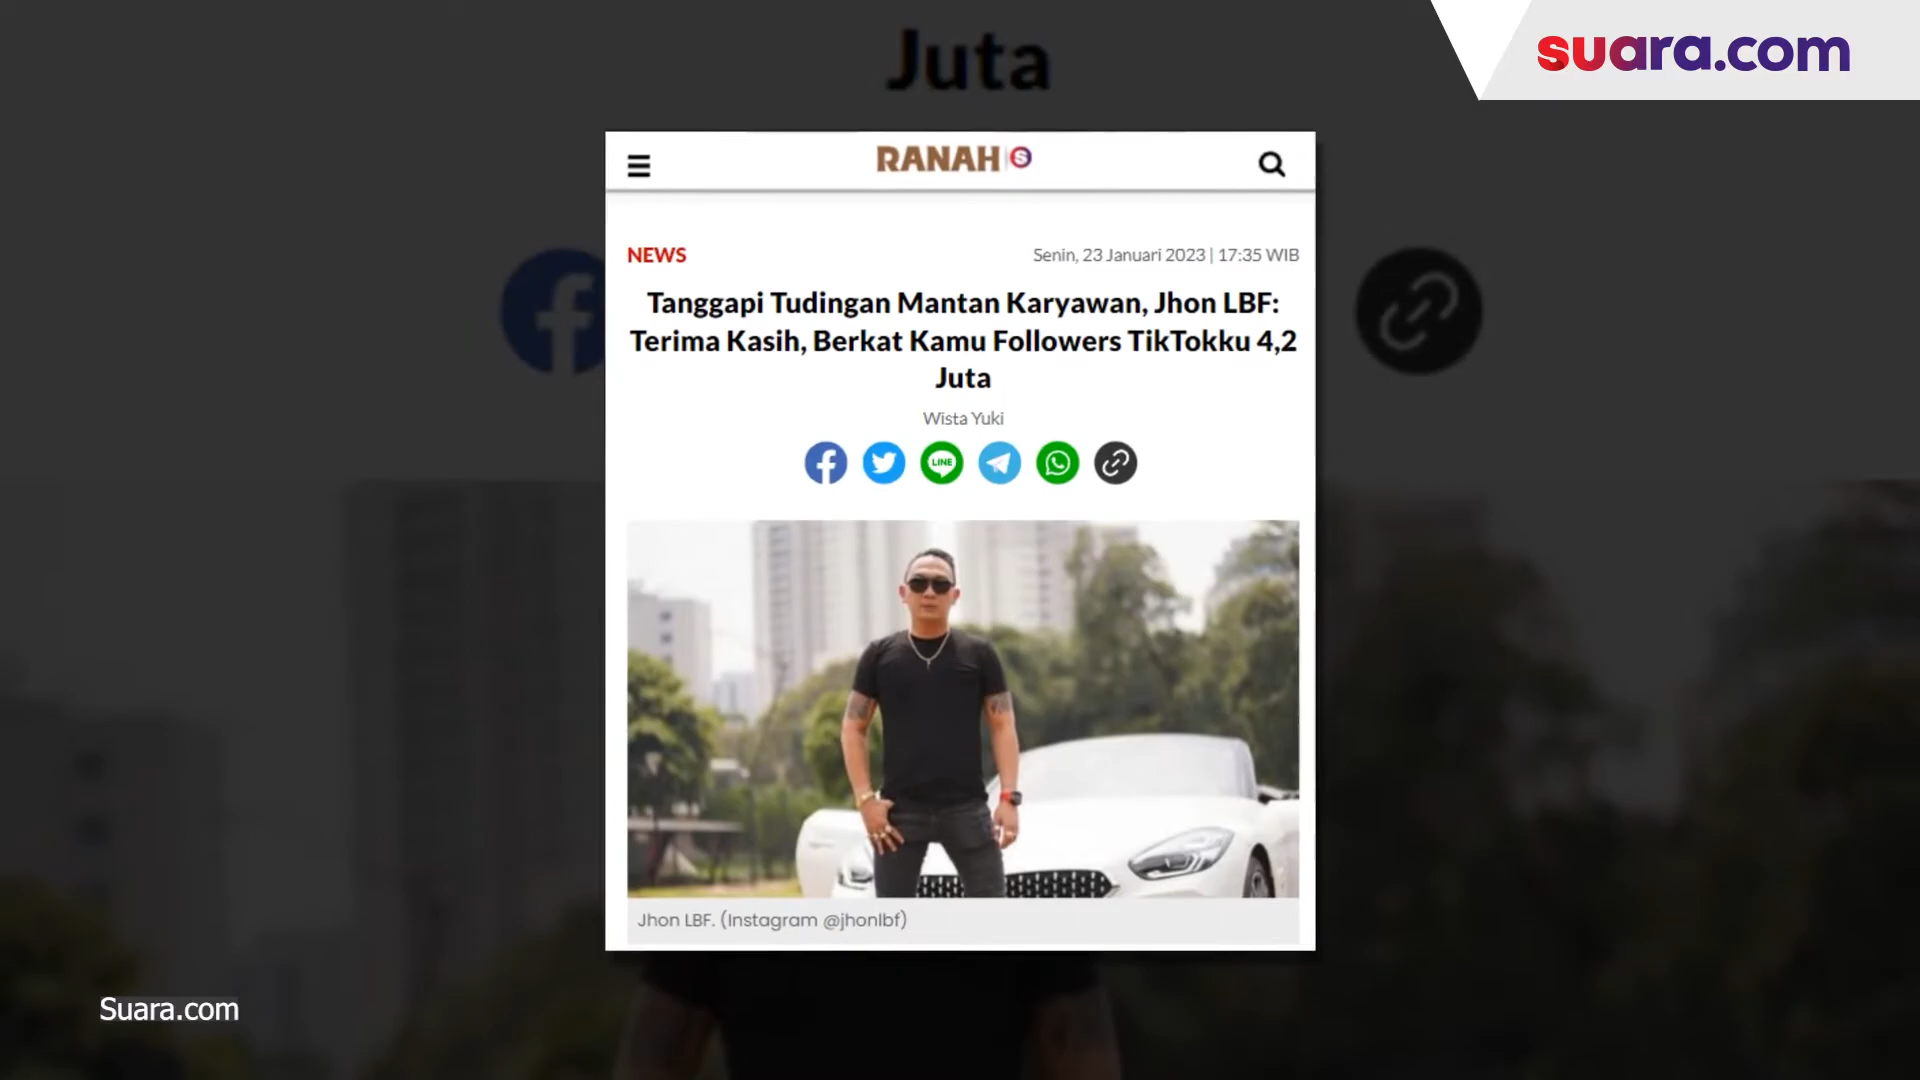 Juta
suara.com
RANAH S
NEWS
Senin, 23 Januari 2023 | 17:35 WIB
Tanggapi Tudingan Mantan Karyawan, Jhon LBF:
Terima Kasih, Berkat Kamu Followers TikTokku 4,2
Juta
Wista Yuki
LINE
Jhon LBF. (Instagram @jhonlbf)
Suara.com